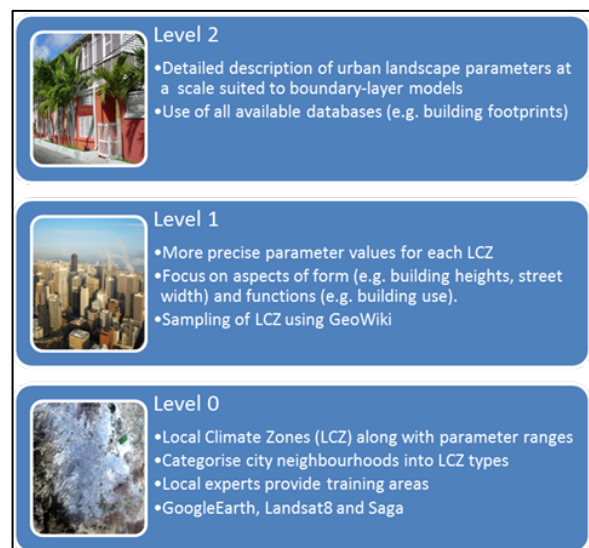 Level 2
•Detailed description of urban landscape parameters at
a scale suited to boundary-layer models
•Use of all available databases (e.g. building footprints)
Level 1
•More precise parameter values for each LCZ
•Focus on aspects of form (e.g. building heights, street
width) and functions (e.g. building use).
•Sampling of LCZ using GeoWiki
Level 0
•Local Climate Zones (LCZ) along with parameter ranges
•Categorise city neighbourhoods into LCZ types
•Local experts provide training areas
•GoogleEarth, Landsat8 and Saga